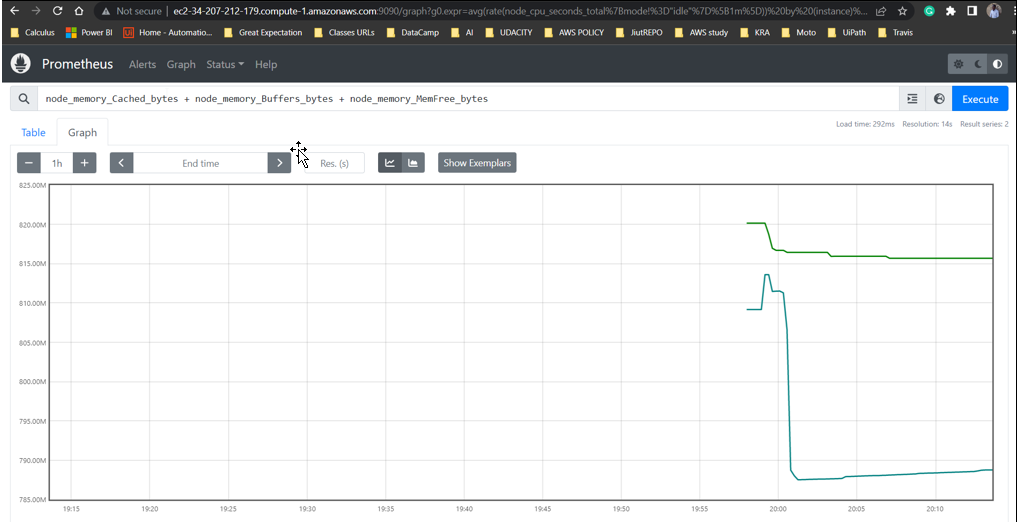 Not secure ec2-34-207-212-179.compute-1.amazonaws.com:9090/graph?g0.expr=avg(rate(node_cpu_seconds_total%7Bmode!%3D"idle"%7D%5B1m%5D))%20by%20(instance)%...
Calculus Power BI Ui Home - Automatio... Great Expectation Classes URLs DataCamp AI UDACITY AWS POLICY JiutREPO AWS study KRA Moto UiPath Travis »
Prometheus Alerts Graph Status Help
node_memory_Cached_bytes + node_memory_Buffers_bytes + node_memory_MemFree_bytes Execute
Load time: 292ms Resolution: 14s Result series: 2
Table Graph
− 1h + < End time > Res. (s) Show Exemplars
825.00M
820.00M
815.00M
810.00M
805.00M
800.00M
795.00M
790.00M
785.00M
19:15 19:20 19:25 19:30 19:35 19:40 19:45 19:50 19:55 20:00 20:05 20:10